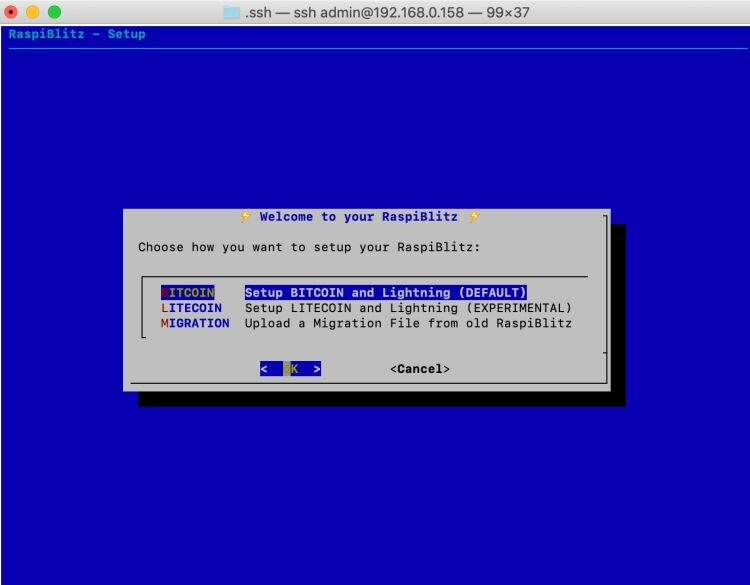 .ssh — ssh admin@192.168.0.158 — 99×37
RaspiBlitz – Setup
⚡ Welcome to your RaspiBlitz ⚡
Choose how you want to setup your RaspiBlitz:
BITCOIN Setup BITCOIN and Lightning (DEFAULT)
LITECOIN Setup LITECOIN and Lightning (EXPERIMENTAL)
MIGRATION Upload a Migration File from old RaspiBlitz
< OK > <Cancel>